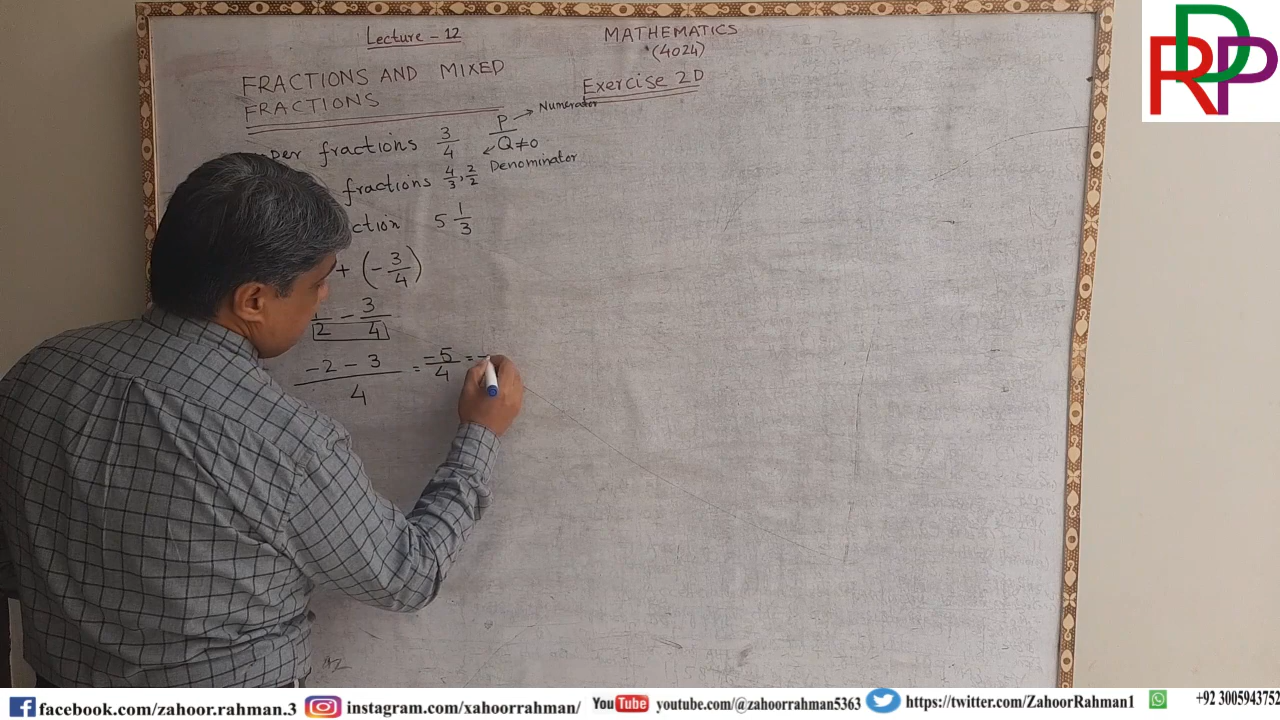 Lecture - 12
MATHEMATICS
(4024)
Exercise 2D
FRACTIONS AND MIXED
FRACTIONS
per fractions 3/4
P/Q≠0
Numerator
Denominator
fractions 4/3, 2/2
ction 5 1/3
+ (-3/4)
2 - 3/4
-2 - 3 / 4 = -5/4 = -
RDP
facebook.com/zahoor.rahman.3
instagram.com/xahoorrahman/
YouTube youtube.com/@zahoorrahman5363
https://twitter.com/ZahoorRahman1
+92 3005943752